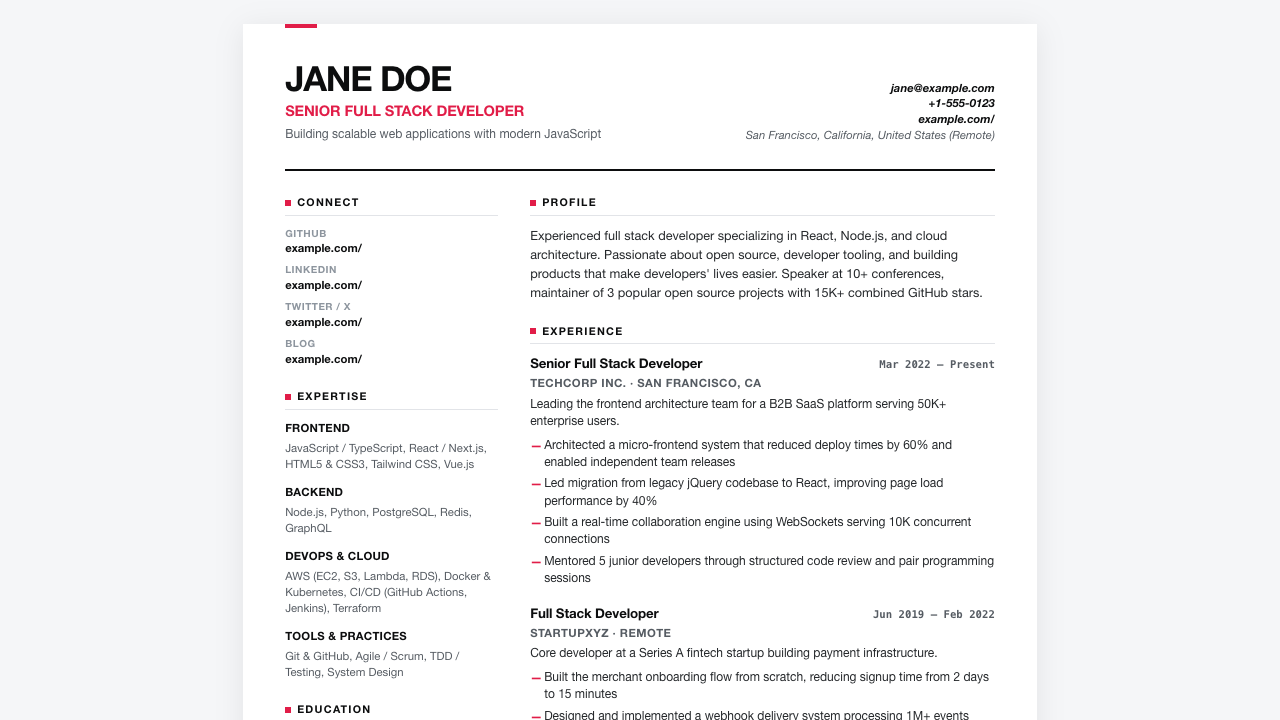 JANE DOE
SENIOR FULL STACK DEVELOPER
Building scalable web applications with modern JavaScript
jane@example.com
+1-555-0123
example.com/
San Francisco, California, United States (Remote)
CONNECT
GITHUB
example.com/
LINKEDIN
example.com/
TWITTER / X
example.com/
BLOG
example.com/
EXPERTISE
FRONTEND
JavaScript / TypeScript, React / Next.js,
HTML5 & CSS3, Tailwind CSS, Vue.js
BACKEND
Node.js, Python, PostgreSQL, Redis,
GraphQL
DEVOPS & CLOUD
AWS (EC2, S3, Lambda, RDS), Docker &
Kubernetes, CI/CD (GitHub Actions,
Jenkins), Terraform
TOOLS & PRACTICES
Git & GitHub, Agile / Scrum, TDD /
Testing, System Design
EDUCATION
PROFILE
Experienced full stack developer specializing in React, Node.js, and cloud
architecture. Passionate about open source, developer tooling, and building
products that make developers' lives easier. Speaker at 10+ conferences,
maintainer of 3 popular open source projects with 15K+ combined GitHub stars.
EXPERIENCE
Senior Full Stack Developer
Mar 2022 — Present
TECHCORP INC. · SAN FRANCISCO, CA
Leading the frontend architecture team for a B2B SaaS platform serving 50K+
enterprise users.
— Architected a micro-frontend system that reduced deploy times by 60% and
enabled independent team releases
— Led migration from legacy jQuery codebase to React, improving page load
performance by 40%
— Built a real-time collaboration engine using WebSockets serving 10K concurrent
connections
— Mentored 5 junior developers through structured code review and pair programming
sessions
Full Stack Developer
Jun 2019 — Feb 2022
STARTUPXYZ · REMOTE
Core developer at a Series A fintech startup building payment infrastructure.
— Built the merchant onboarding flow from scratch, reducing signup time from 2 days
to 15 minutes
— Designed and implemented a webhook delivery system processing 1M+ events